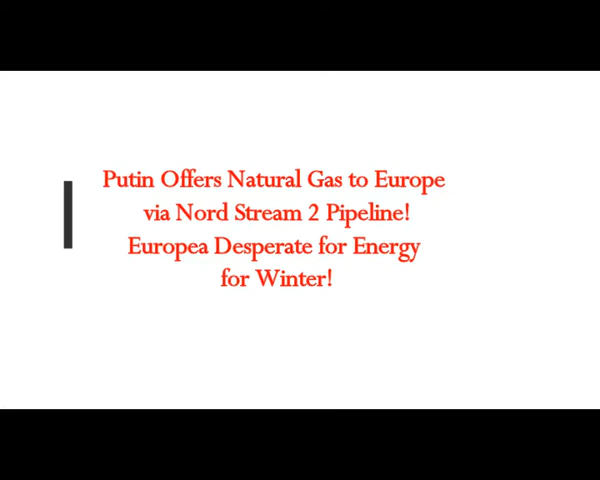 Putin Offers Natural Gas to Europe
via Nord Stream 2 Pipeline!
Europea Desperate for Energy
for Winter!